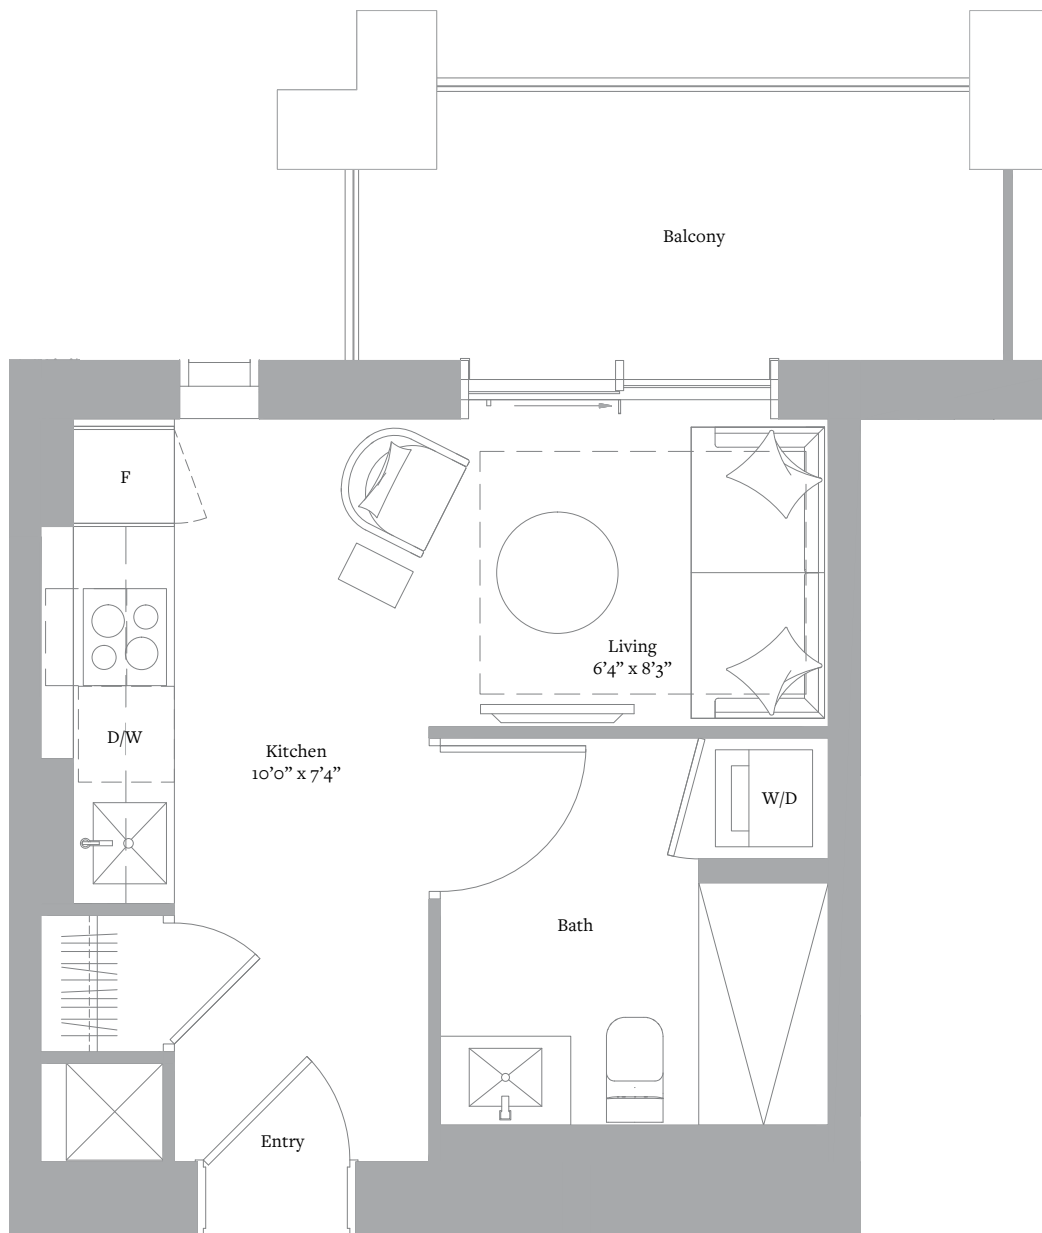 Balcony
F
Living
6’4” x 8’3”
D/W
Kitchen
10’0” x 7’4”
W/D
Bath
Entry